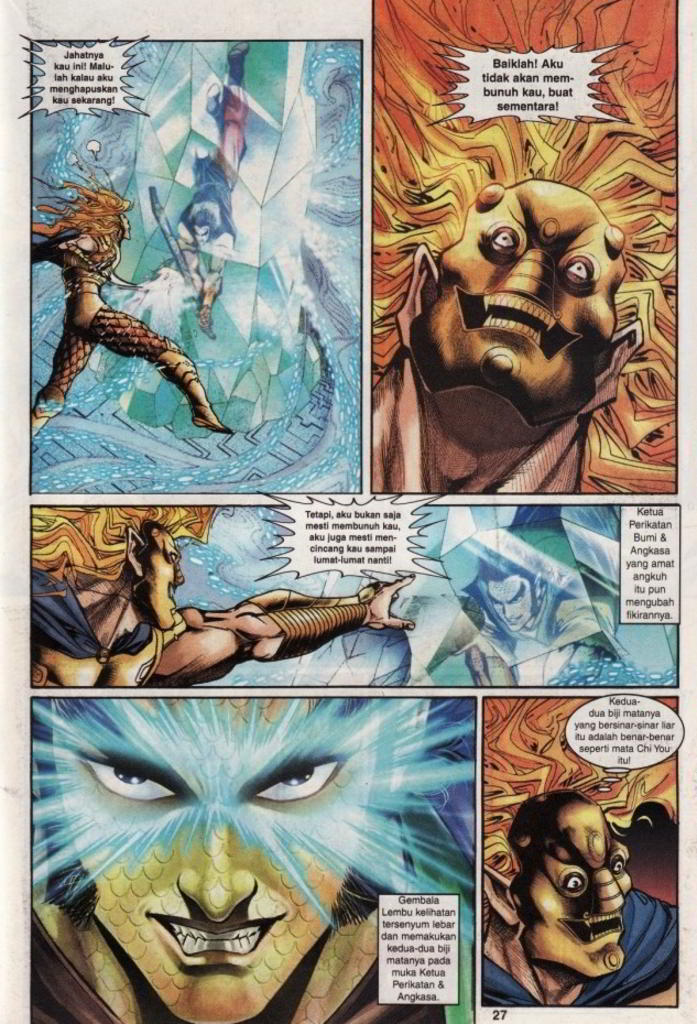 Jahatnya
kau ini! Malu-
lah kalau aku
menghapuskan
kau sekarang!
Baiklah! Aku
tidak akan mem-
bunuh kau, buat
sementara!
Tetapi, aku bukan saja
mesti membunuh kau,
aku juga mesti men-
cincang kau sampai
lumat-lumat nanti!
Ketua
Perikatan
Bumi &
Angkasa
yang amat
angkuh
itu pun
mengubah
fikirannya.
Gembala
Lembu kelihatan
tersenyum lebar
dan memakukan
kedua-dua biji
matanya pada
muka Ketua
Perikatan &
Angkasa.
Kedua-
dua biji matanya
yang bersinar-sinar liar
itu adalah benar-benar
seperti mata Chi You
itu!
27